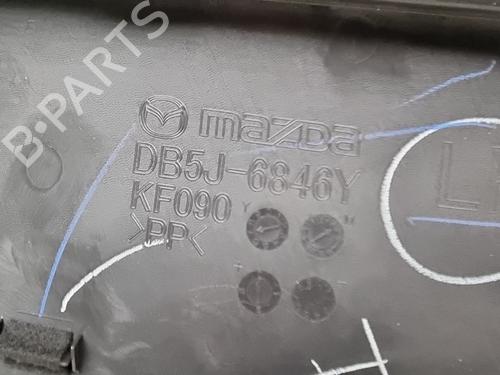 B-PARTS
mazda
DB5J-6846Y
KF090
>PP<
Y M